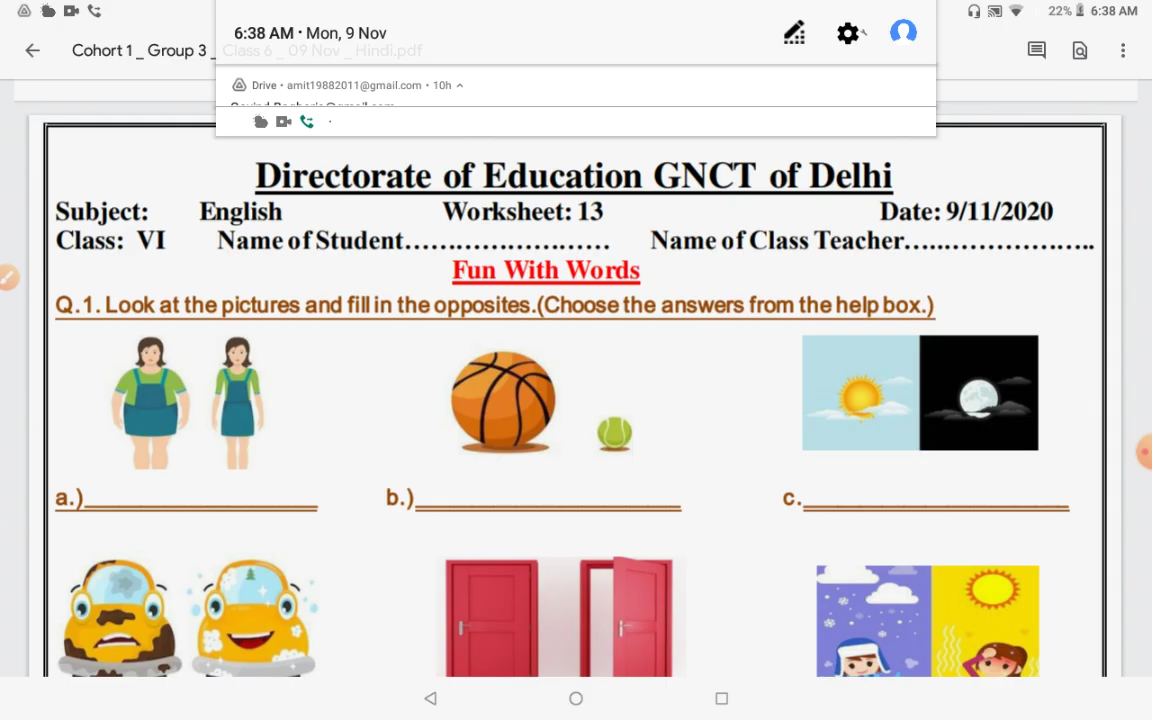 22% 6:38 AM
6:38 AM · Mon, 9 Nov
Cohort 1 _ Group 3 _ Class 6 _ 09 Nov _ Hindi.pdf
Drive · amit19882011@gmail.com · 10h
Directorate of Education GNCT of Delhi
Subject: English Worksheet: 13 Date: 9/11/2020
Class: VI Name of Student........................ Name of Class Teacher........................
Fun With Words
Q.1. Look at the pictures and fill in the opposites.(Choose the answers from the help box.)
a.)____________________ b.)____________________ c.____________________